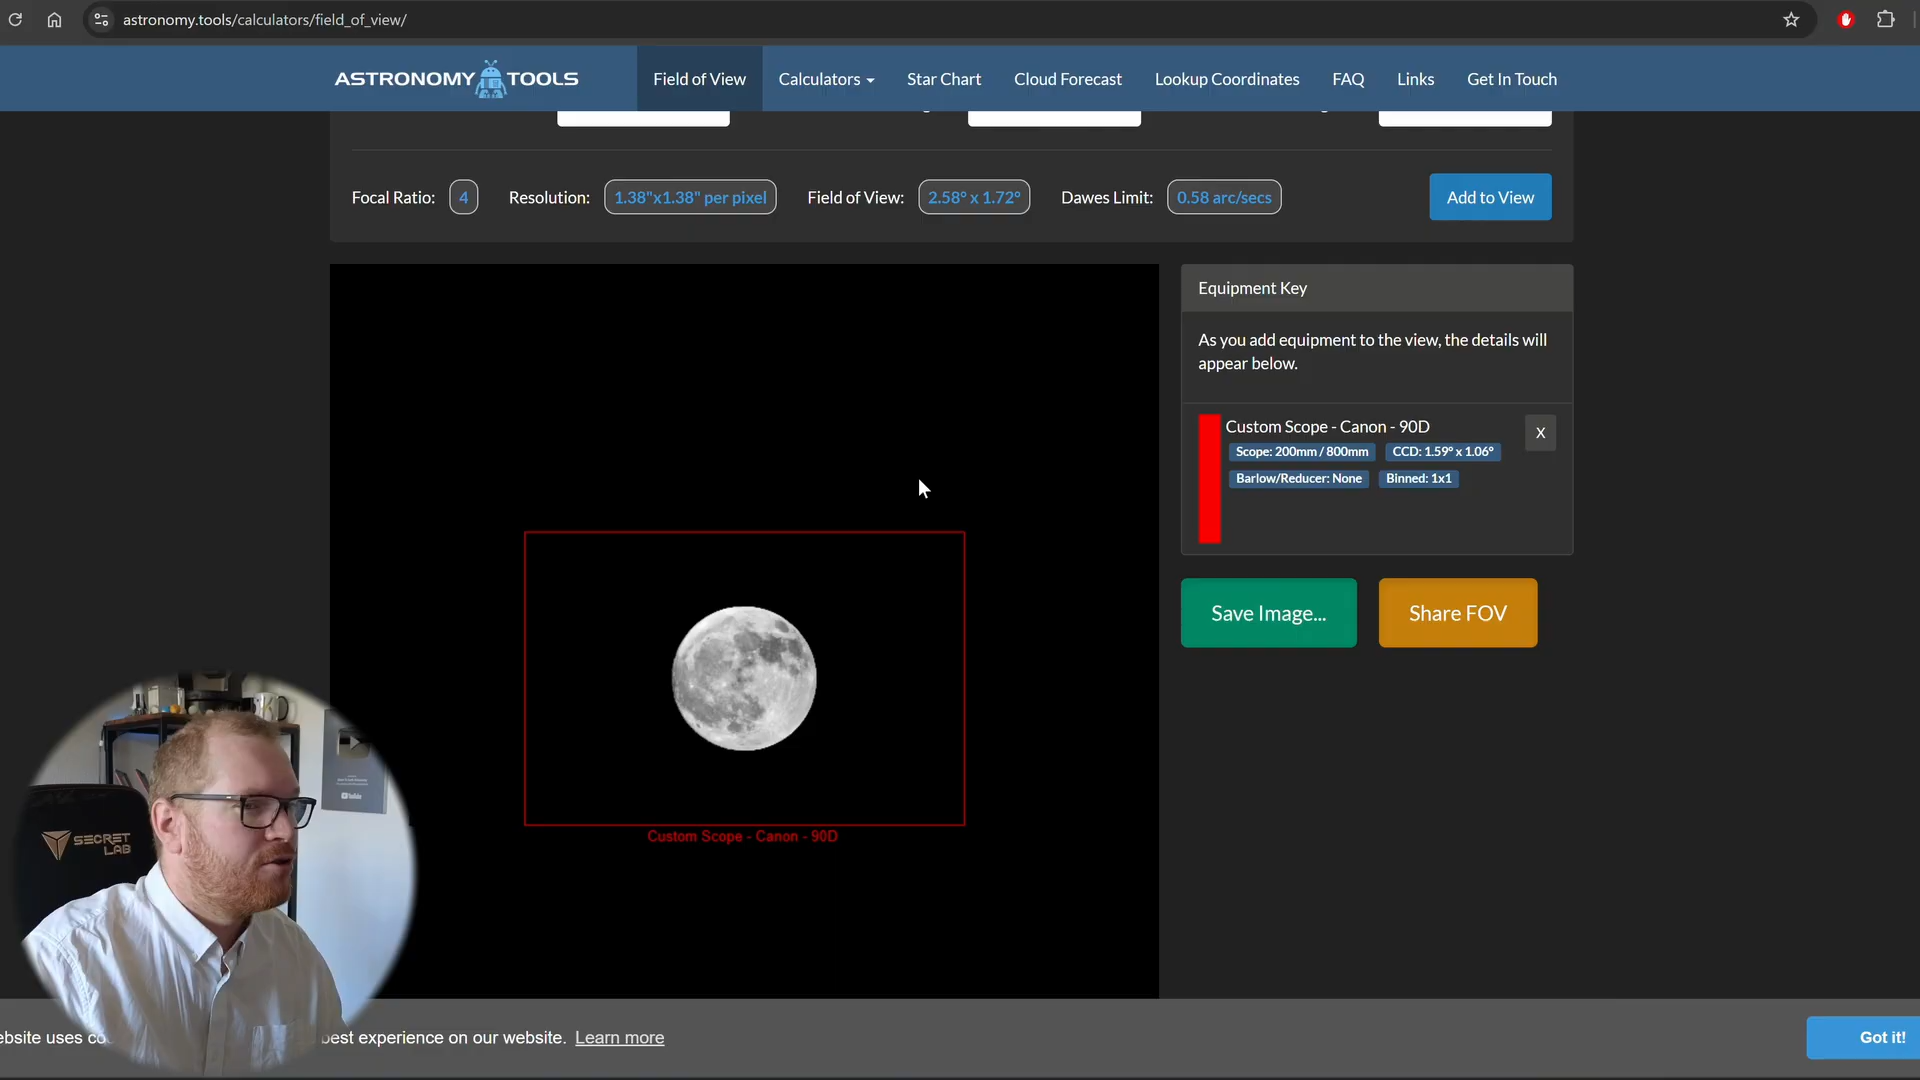 astronomy.tools/calculators/field_of_view/
ASTRONOMY TOOLS
Field of View
Calculators
Star Chart
Cloud Forecast
Lookup Coordinates
FAQ
Links
Get In Touch
Focal Ratio: 4
Resolution: 1.38"x1.38" per pixel
Field of View: 2.58° x 1.72°
Dawes Limit: 0.58 arc/secs
Add to View
Equipment Key
As you add equipment to the view, the details will
appear below.
Custom Scope - Canon - 90D
X
Scope: 200mm / 800mm
CCD: 1.59° x 1.06°
Barlow/Reducer: None
Binned: 1x1
Save Image...
Share FOV
Custom Scope - Canon - 90D
SECRET
LAB
YouTube
website uses co
best experience on our website. Learn more
Got it!